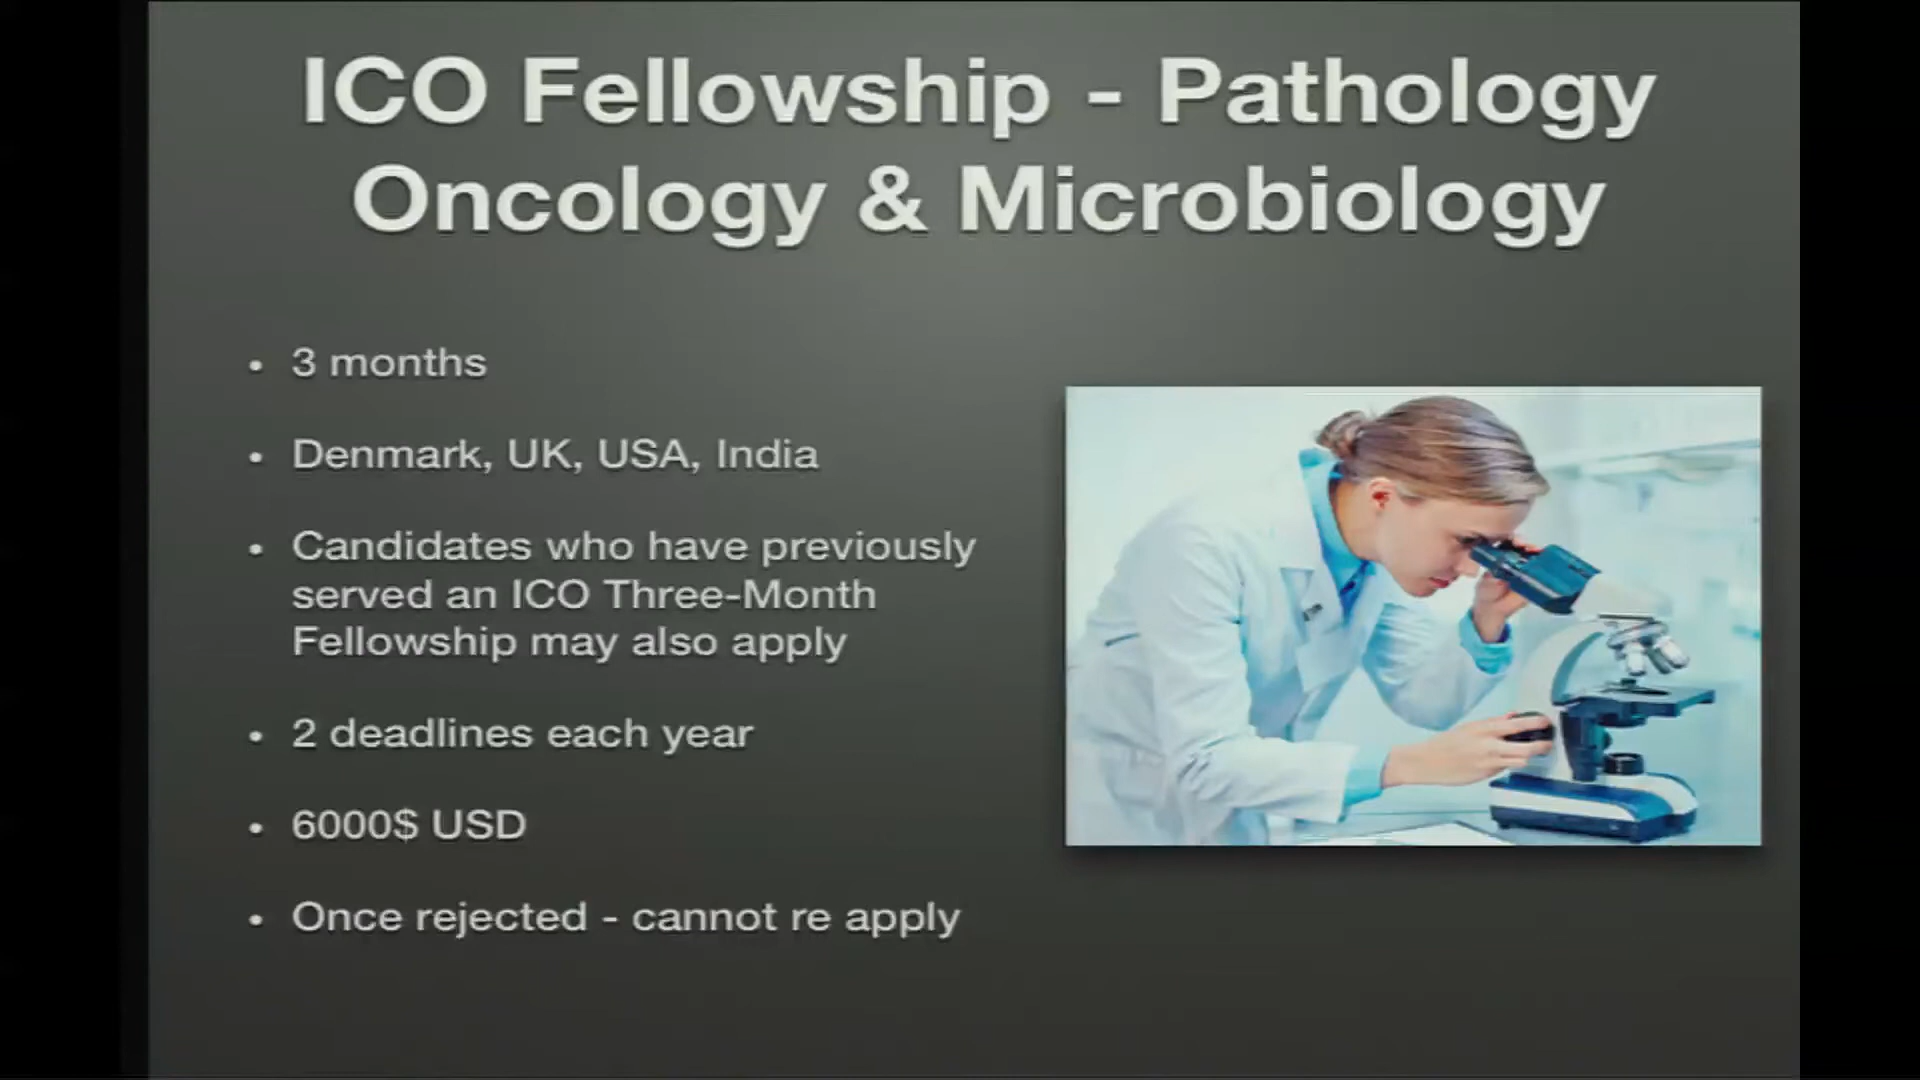 ICO Fellowship - Pathology
Oncology & Microbiology
• 3 months
• Denmark, UK, USA, India
• Candidates who have previously
served an ICO Three-Month
Fellowship may also apply
• 2 deadlines each year
• 6000$ USD
• Once rejected - cannot re apply